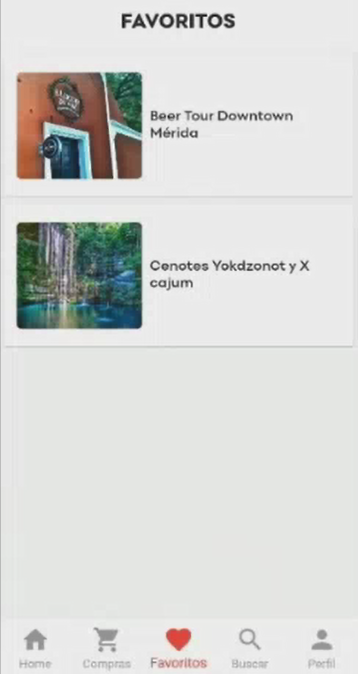 FAVORITOS
Beer Tour Downtown
Mérida
Cenotes Yokdzonot y X
cajum
Home
Compras
Favoritos
Buscar
Perfil